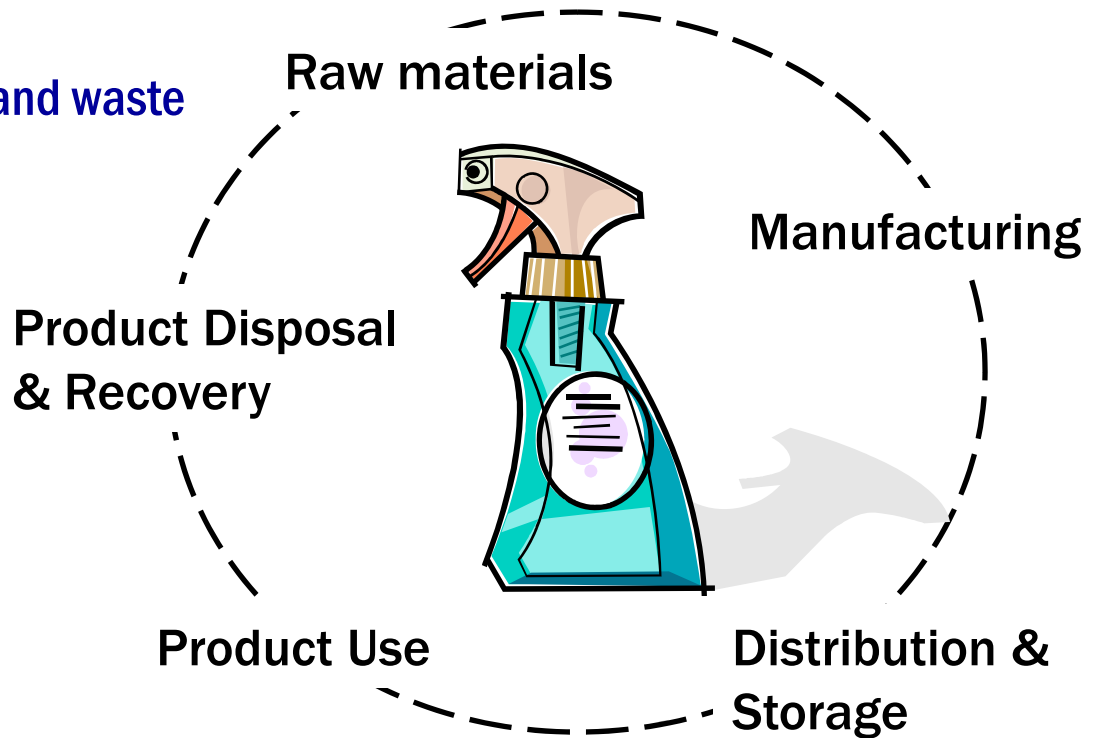 Raw materials
and waste
Manufacturing
Product Disposal
& Recovery
Product Use
Distribution &
Storage